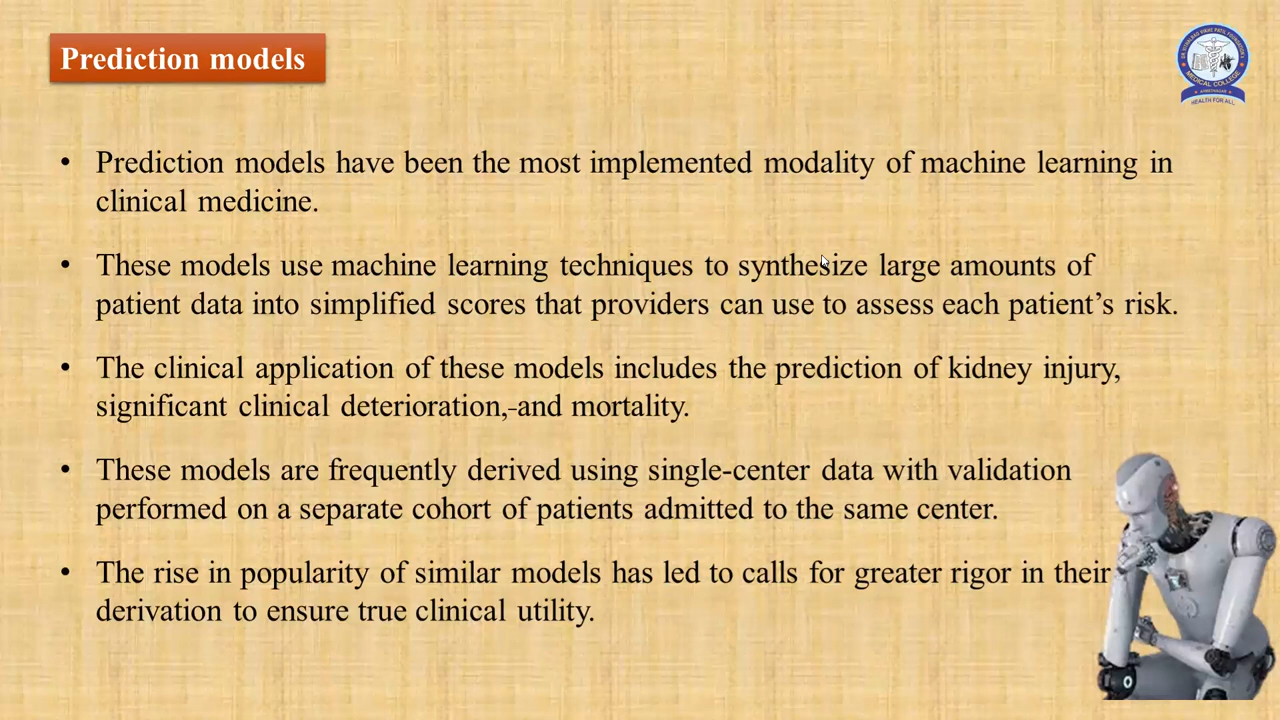 Prediction models
• Prediction models have been the most implemented modality of machine learning in
clinical medicine.
• These models use machine learning techniques to synthesize large amounts of
patient data into simplified scores that providers can use to assess each patient’s risk.
• The clinical application of these models includes the prediction of kidney injury,
significant clinical deterioration,-and mortality.
• These models are frequently derived using single-center data with validation
performed on a separate cohort of patients admitted to the same center.
• The rise in popularity of similar models has led to calls for greater rigor in their
derivation to ensure true clinical utility.
MEDICAL COLLEGE
HEALTH FOR ALL